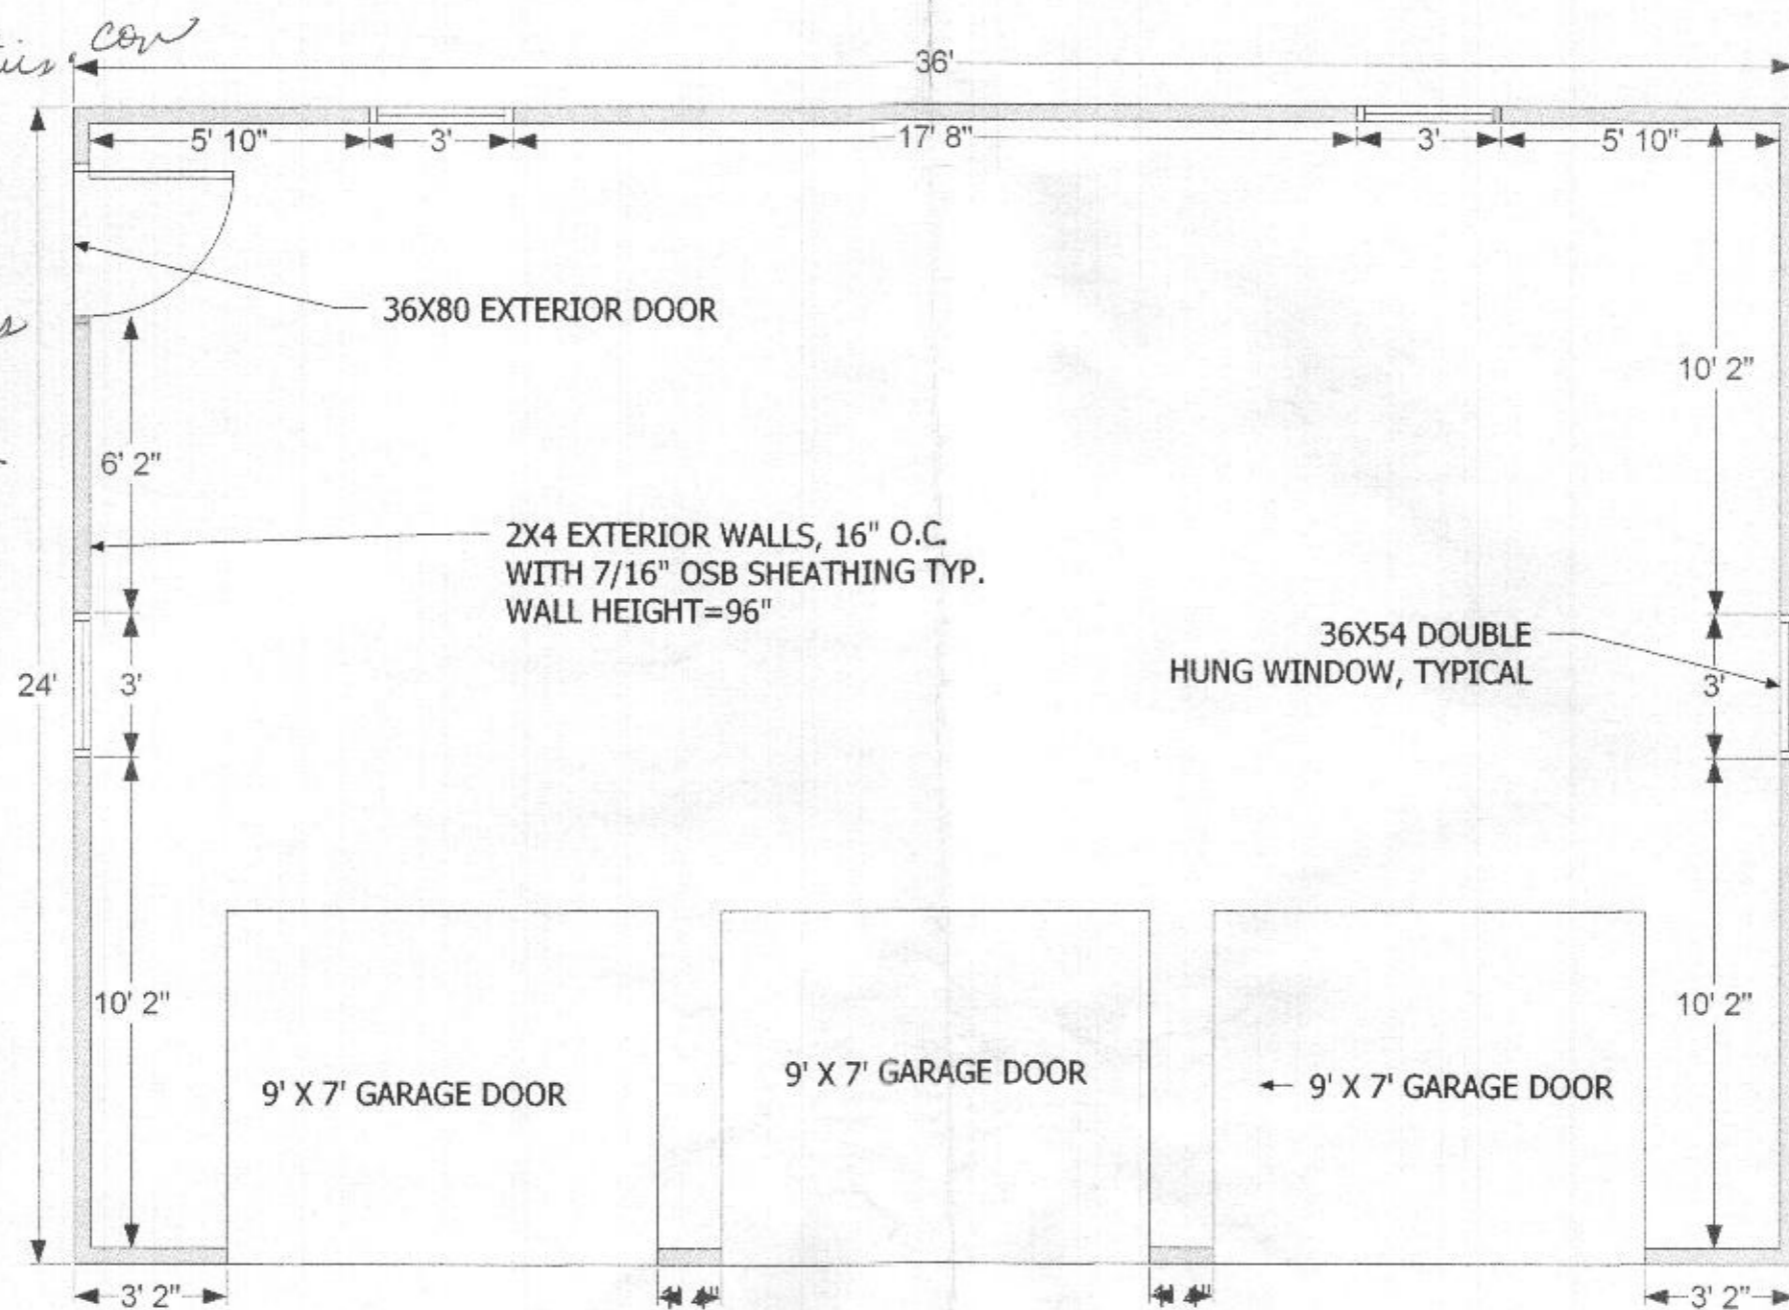 cow
36'
5' 10" 3' 17' 8" 3' 5' 10"
36X80 EXTERIOR DOOR
10' 2"
6' 2"
2X4 EXTERIOR WALLS, 16" O.C.
WITH 7/16" OSB SHEATHING TYP.
WALL HEIGHT=96"
36X54 DOUBLE
HUNG WINDOW, TYPICAL
24' 3' 3'
10' 2" 10' 2"
9' X 7' GARAGE DOOR 9' X 7' GARAGE DOOR 9' X 7' GARAGE DOOR
3' 2" 1' 4" 1' 4" 3' 2"